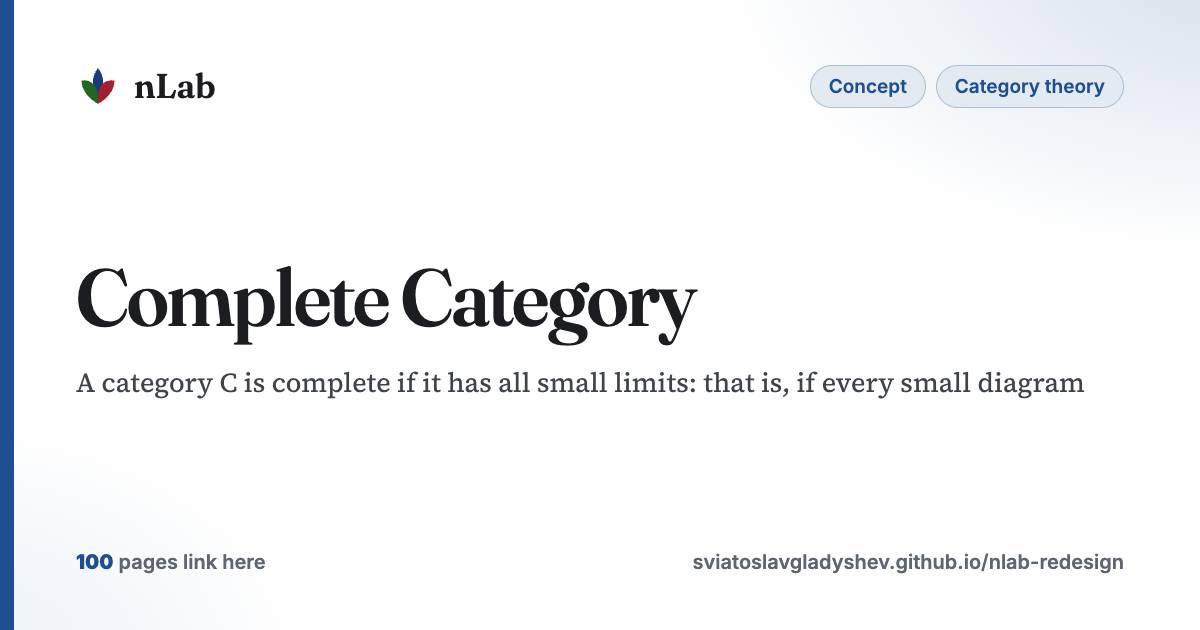 nLab
Concept
Category theory
Complete Category
A category C is complete if it has all small limits: that is, if every small diagram
100 pages link here
sviatoslavgladyshev.github.io/nlab-redesign